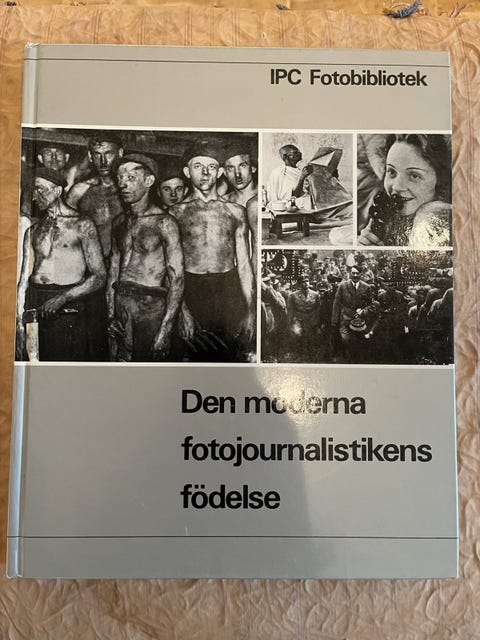 IPC Fotobibliotek
Den moderna
fotojournalistikens
födelse